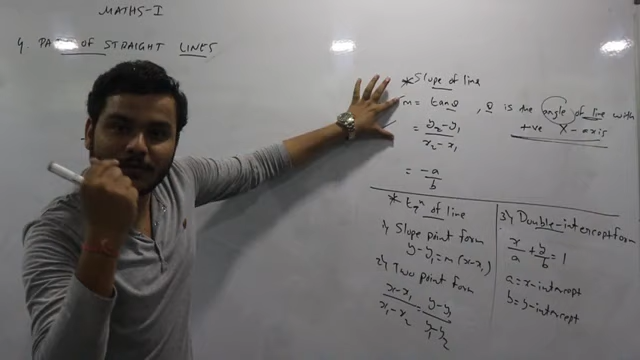 MATHS-I
4. PA OF STRAIGHT LINES
* Slope of line
m = tanθ , θ is the angle of line with
+ve X-axis
= y₂-y₁ / x₂-x₁
= -a / b
* Eqⁿ of line
1) Slope point form
y-y₁ = m(x-x₁)
2) Two point form
x-x₁ / x₁-x₂ = y-y₁ / y₁-y₂
3) Double-intercept form
x/a + y/b = 1
a = x-intercept
b = y-intercept